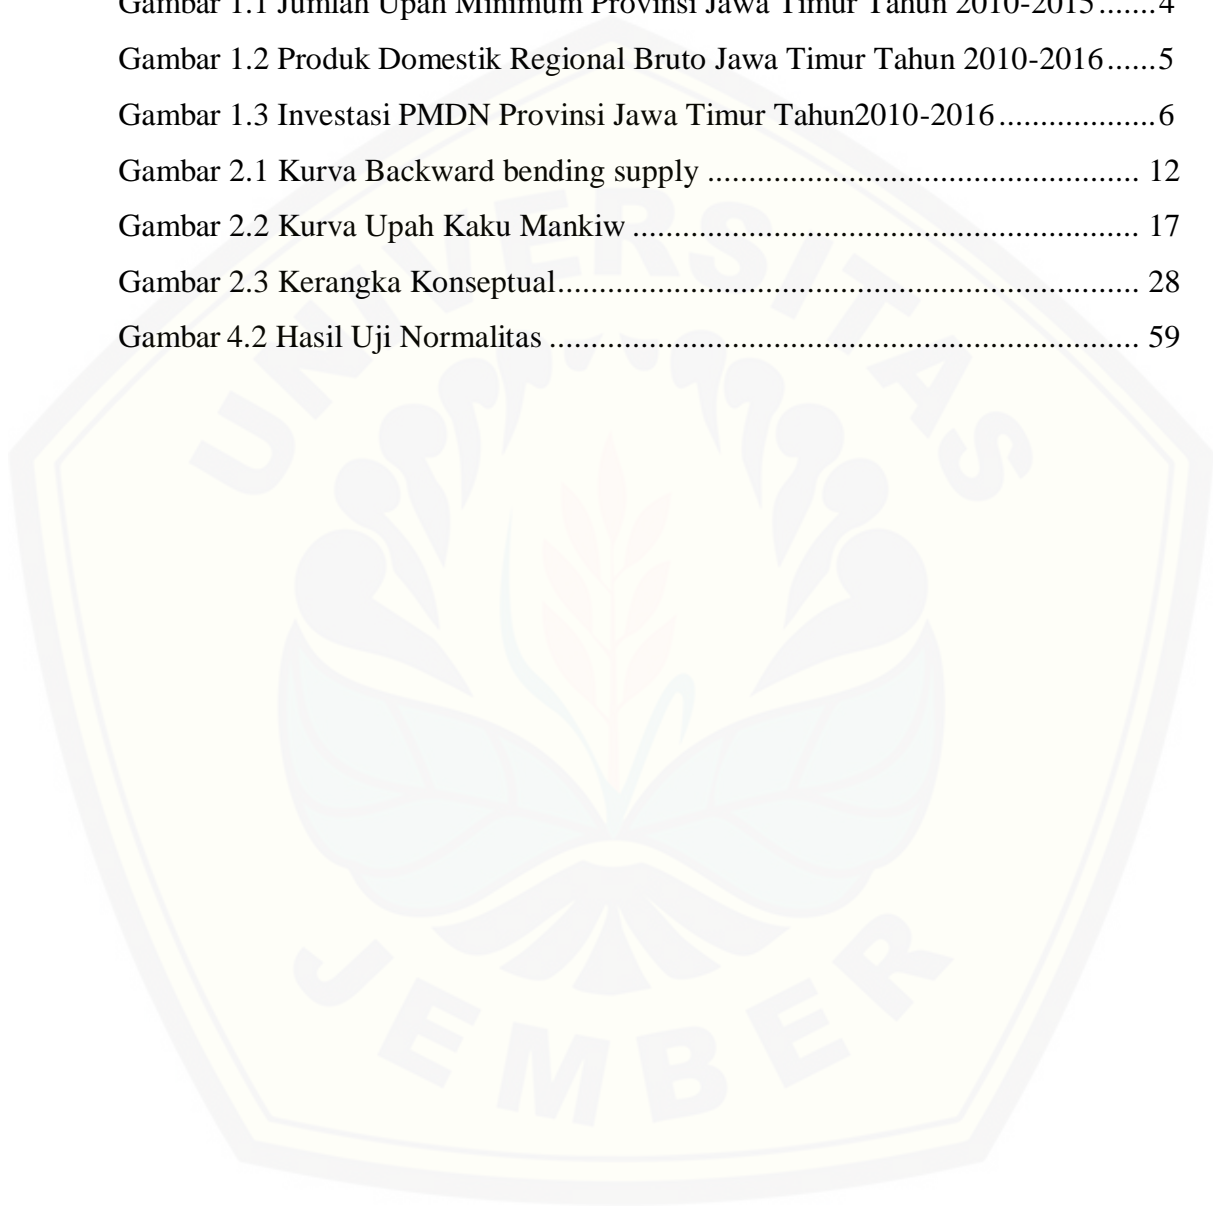 Gambar 1.1 Jumlah Upah Minimum Provinsi Jawa Timur Tahun 2010-2015.......4
Gambar 1.2 Produk Domestik Regional Bruto Jawa Timur Tahun 2010-2016......5
Gambar 1.3 Investasi PMDN Provinsi Jawa Timur Tahun2010-2016...................6
Gambar 2.1 Kurva Backward bending supply .................................................... 12
Gambar 2.2 Kurva Upah Kaku Mankiw ............................................................. 17
Gambar 2.3 Kerangka Konseptual...................................................................... 28
Gambar 4.2 Hasil Uji Normalitas ....................................................................... 59
UNIVERSITAS
JEMBER